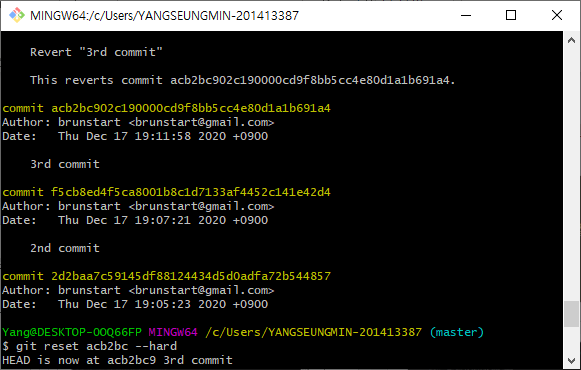 MINGW64:/c/Users/YANGSEUNGMIN-201413387
Revert "3rd commit"
This reverts commit acb2bc902c190000cd9f8bb5cc4e80d1a1b691a4.
commit acb2bc902c190000cd9f8bb5cc4e80d1a1b691a4
Author: brunstart <brunstart@gmail.com>
Date:   Thu Dec 17 19:11:58 2020 +0900
3rd commit
commit f5cb8ed4f5ca8001b8c1d7133af4452c141e42d4
Author: brunstart <brunstart@gmail.com>
Date:   Thu Dec 17 19:07:21 2020 +0900
2nd commit
commit 2d2baa7c59145df88124434d5d0adfa72b544857
Author: brunstart <brunstart@gmail.com>
Date:   Thu Dec 17 19:05:23 2020 +0900
Yang@DESKTOP-OOQ66FP MINGW64 /c/Users/YANGSEUNGMIN-201413387 (master)
$ git reset acb2bc --hard
HEAD is now at acb2bc9 3rd commit